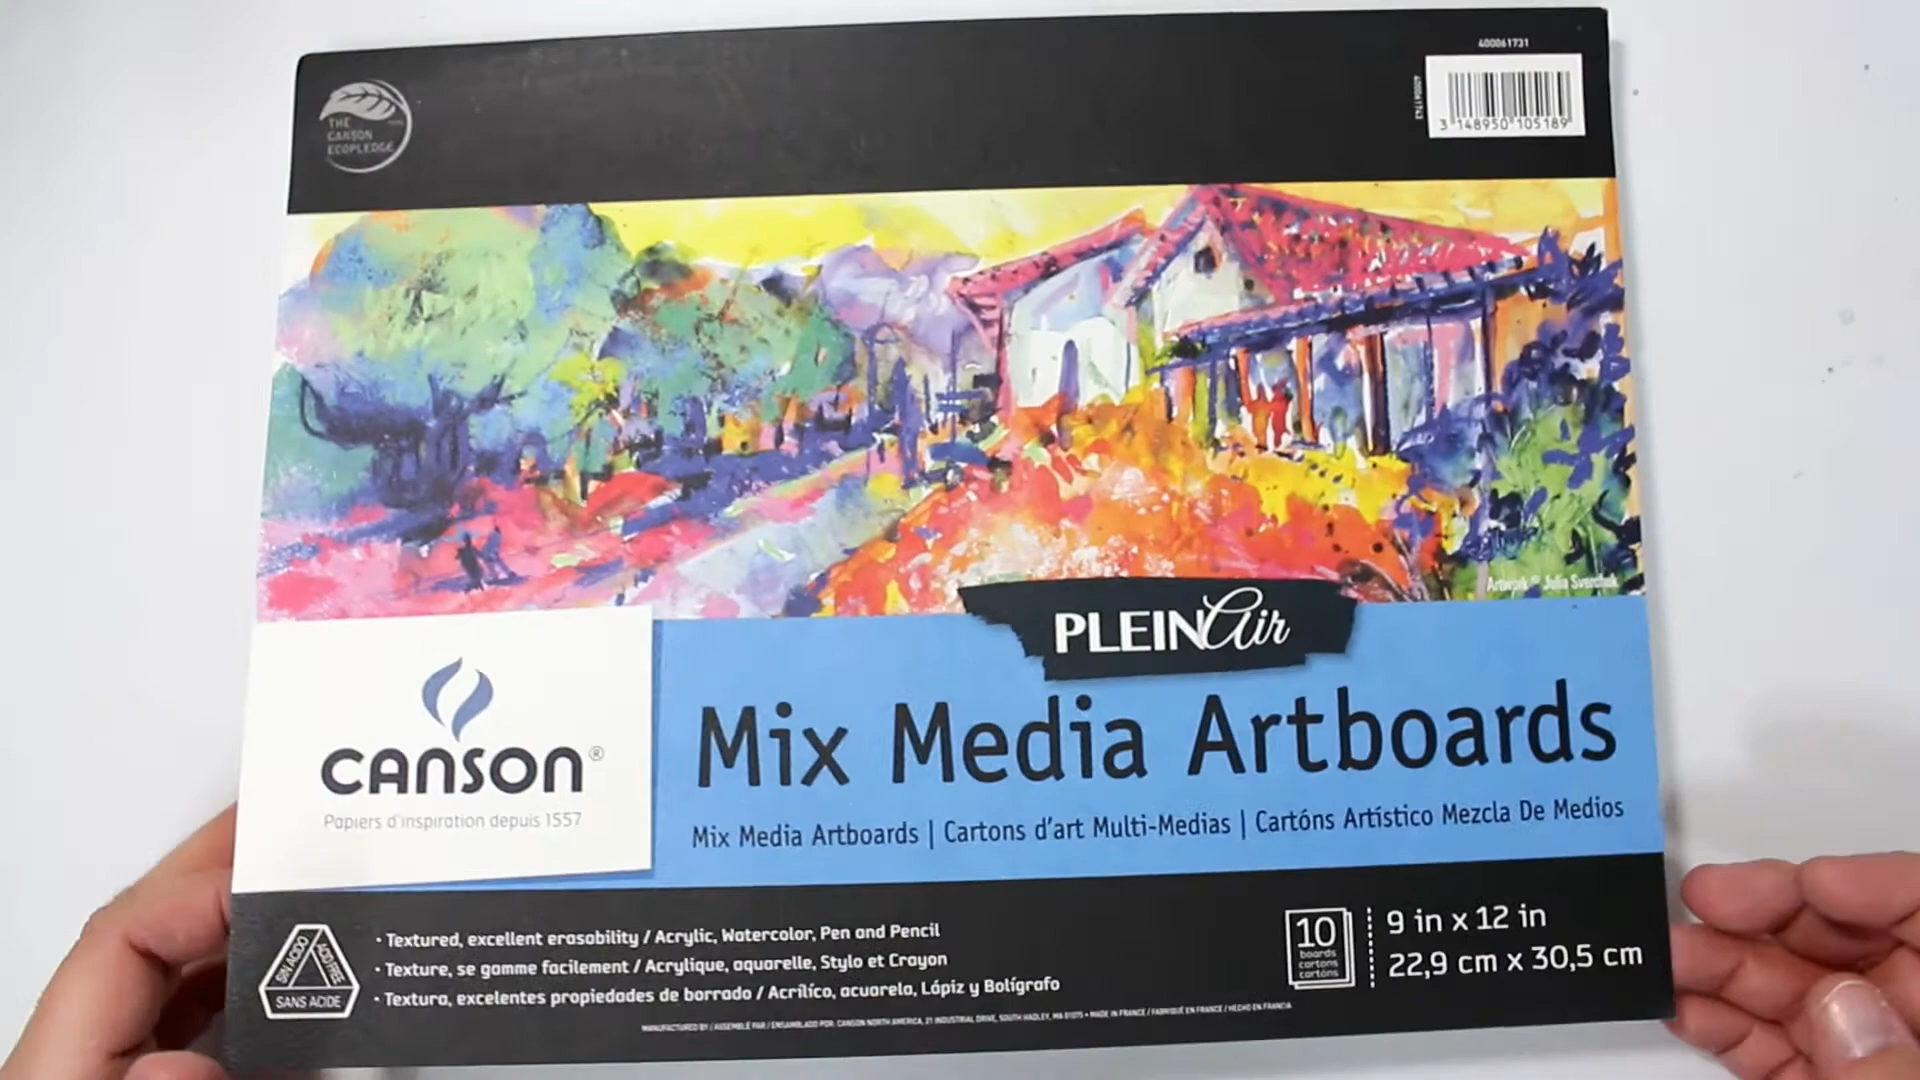 400061731
3 148950 105189
THE
CANSON
ECOPLEDGE
Artwork © Julia Sverchuk
PLEIN Air
CANSON®
Papiers d'inspiration depuis 1557
Mix Media Artboards
Mix Media Artboards | Cartons d'art Multi-Medias | Cartóns Artístico Mezcla De Medios
SIN ACIDO
ACID FREE
SANS ACIDE
• Textured, excellent erasability / Acrylic, Watercolor, Pen and Pencil
• Texture, se gomme facilement / Acrylique, aquarelle, Stylo et Crayon
• Textura, excelentes propiedades de borrado / Acrílico, acuarela, Lápiz y Bolígrafo
10
boards
cartons
cartóns
9 in x 12 in
22,9 cm x 30,5 cm
MANUFACTURED BY / ASSEMBLÉ PAR / ENSAMBLADO POR: CANSON NORTH AMERICA, 21 INDUSTRIAL DRIVE, SOUTH HADLEY, MA 01075 • MADE IN FRANCE / FABRIQUÉ EN FRANCE / HECHO EN FRANCIA